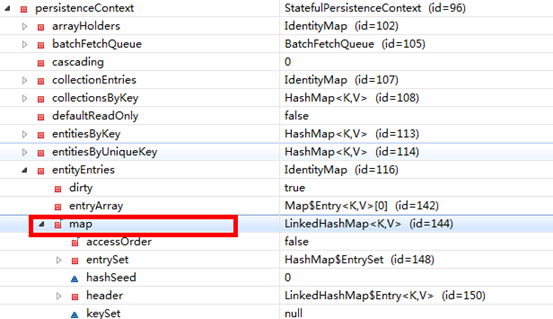 persistenceContext StatefulPersistenceContext (id=96)
arrayHolders IdentityMap (id=102)
batchFetchQueue BatchFetchQueue (id=105)
cascading 0
collectionEntries IdentityMap (id=107)
collectionsByKey HashMap<K,V> (id=108)
defaultReadOnly false
entitiesByKey HashMap<K,V> (id=113)
entitiesByUniqueKey HashMap<K,V> (id=114)
entityEntries IdentityMap (id=116)
dirty true
entryArray Map$Entry<K,V>[0] (id=142)
map LinkedHashMap<K,V> (id=144)
accessOrder false
entrySet HashMap$EntrySet (id=148)
hashSeed 0
header LinkedHashMap$Entry<K,V> (id=150)
keySet null